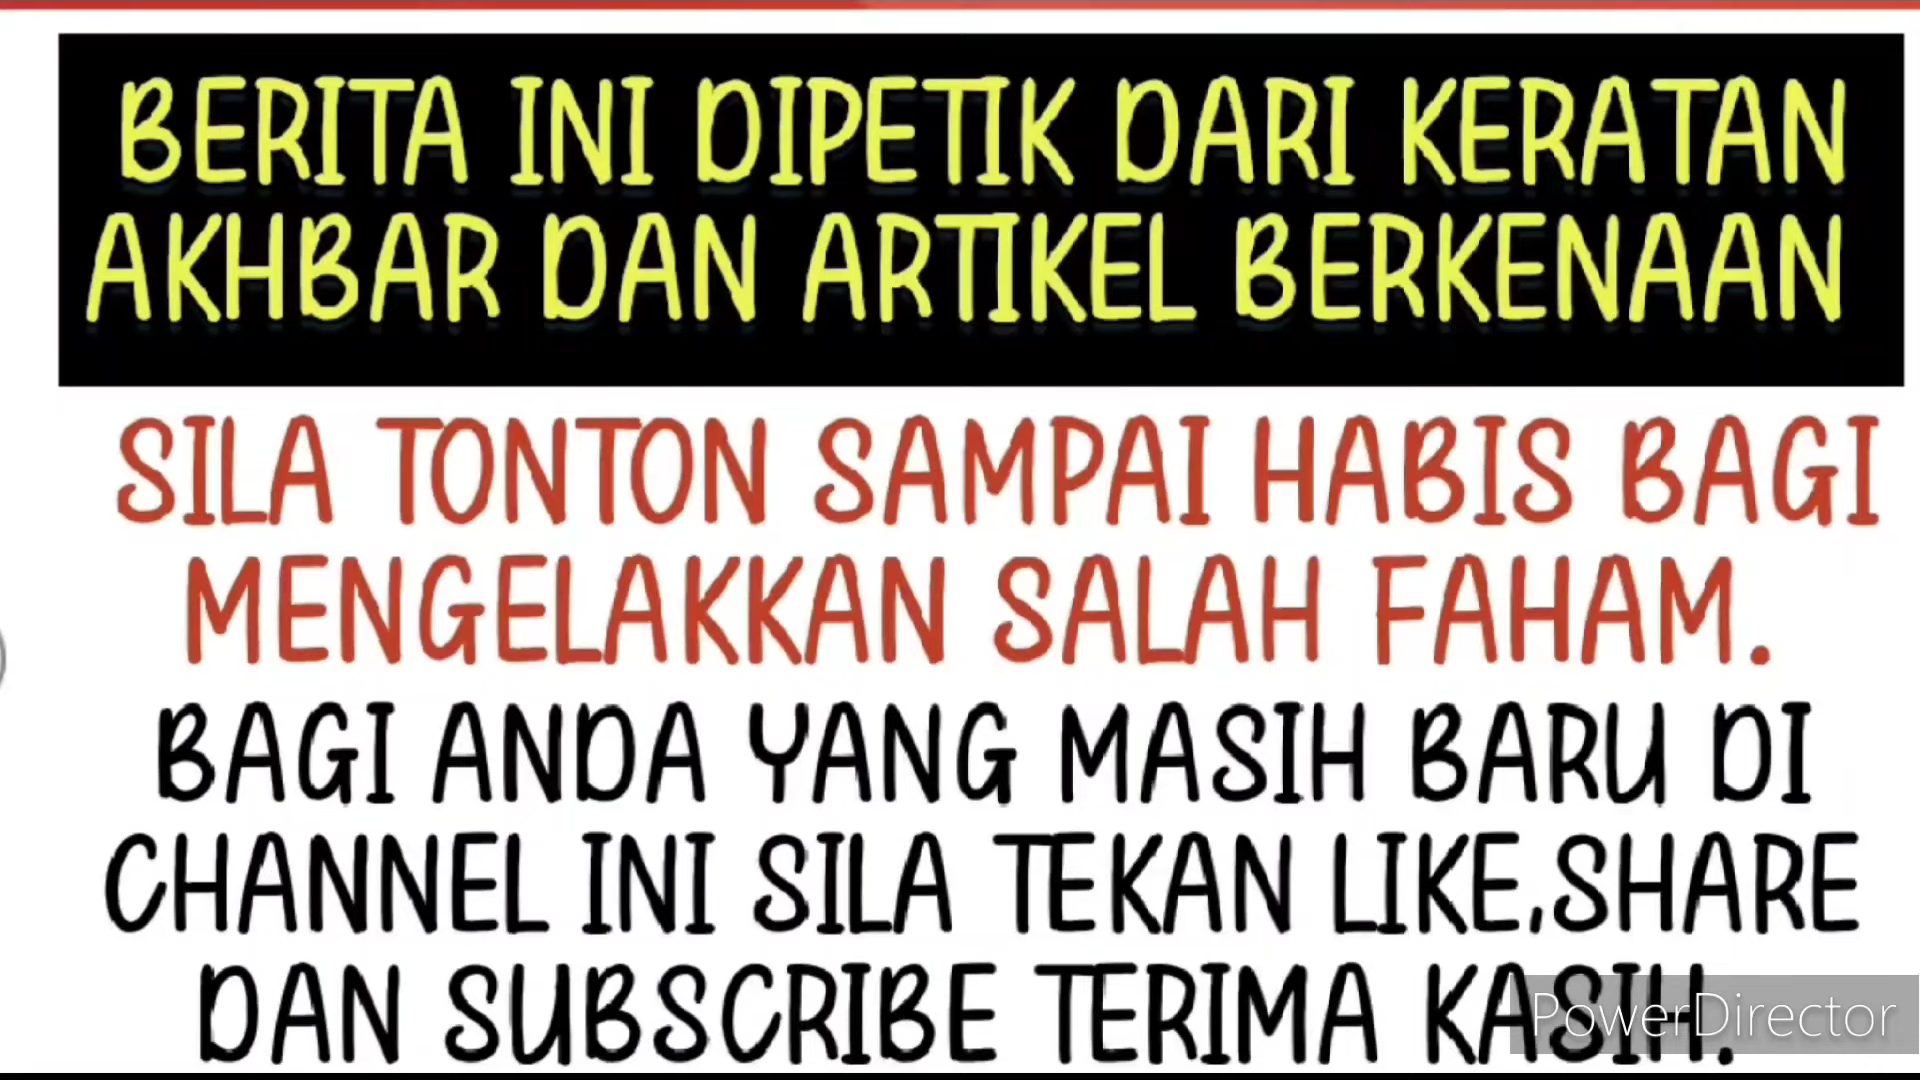 BERITA INI DIPETIK DARI KERATAN
AKHBAR DAN ARTIKEL BERKENAAN
SILA TONTON SAMPAI HABIS BAGI
MENGELAKKAN SALAH FAHAM.
BAGI ANDA YANG MASIH BARU DI
CHANNEL INI SILA TEKAN LIKE,SHARE
DAN SUBSCRIBE TERIMA KASIH.
PowerDirector